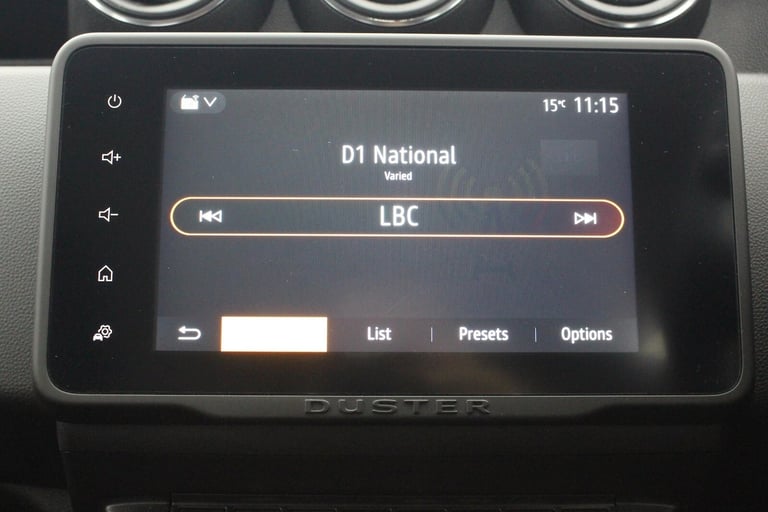 15°C 11:15
D1 National
Varied
LBC
List
Presets
Options
DUSTER